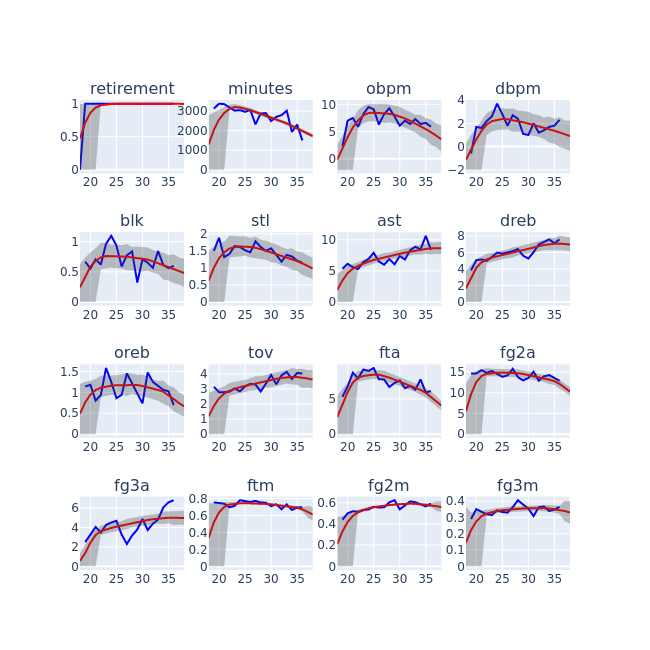 retirement minutes obpm dbpm
1 0.5 0 20 25 30 35
3000 2000 1000 0 20 25 30 35
10 5 0 20 25 30 35
4 2 0 −2 20 25 30 35
blk stl ast dreb
1 0.5 0 20 25 30 35
2 1.5 1 0.5 0 20 25 30 35
10 5 0 20 25 30 35
8 6 4 2 0 20 25 30 35
oreb tov fta fg2a
1.5 1 0.5 0 20 25 30 35
4 3 2 1 0 20 25 30 35
5 0 20 25 30 35
15 10 5 0 20 25 30 35
fg3a ftm fg2m fg3m
6 4 2 0 20 25 30 35
0.8 0.6 0.4 0.2 0 20 25 30 35
0.6 0.4 0.2 0 20 25 30 35
0.4 0.3 0.2 0.1 0 20 25 30 35